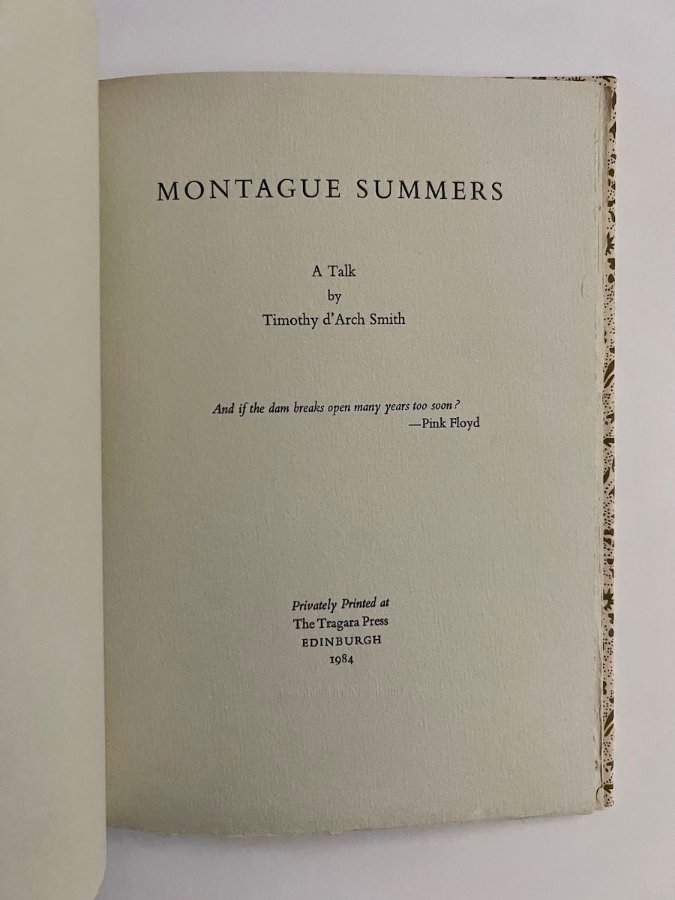 MONTAGUE SUMMERS
A Talk
by
Timothy d'Arch Smith
And if the dam breaks open many years too soon?
—Pink Floyd
Privately Printed at
The Tragara Press
EDINBURGH
1984